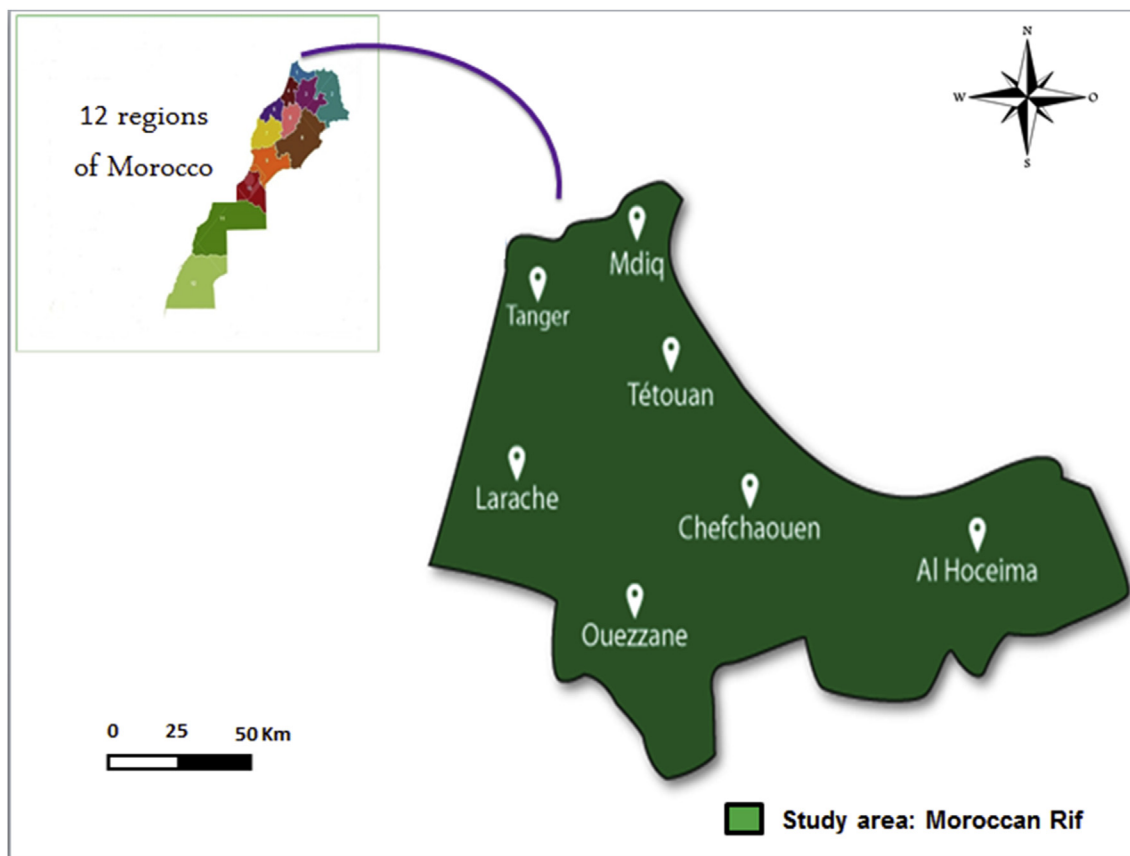 12 regions
of Morocco
N
W
O
S
Mdiq
Tanger
Tétouan
Larache
Chefchaouen
Al Hoceima
Ouezzane
0 25 50 Km
Study area: Moroccan Rif